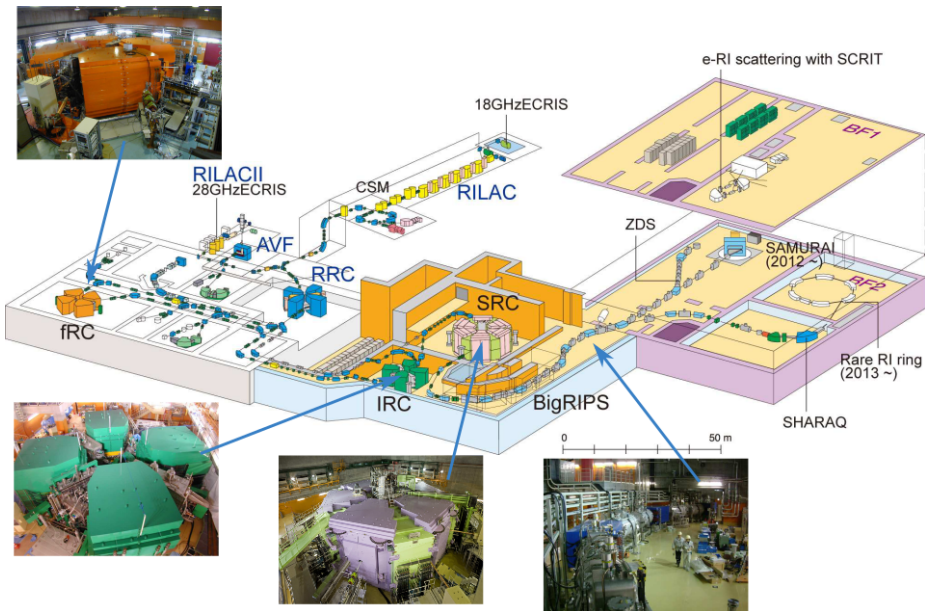 e-RI scattering with SCRIT
18GHzECRIS
BF1
RILACII
28GHzECRIS
CSM
RILAC
ZDS
AVF
SAMURAI
(2012 ~)
RRC
BF2
SRC
fRC
Rare RI ring
(2013 ~)
IRC
BigRIPS
SHARAQ
0
50 m